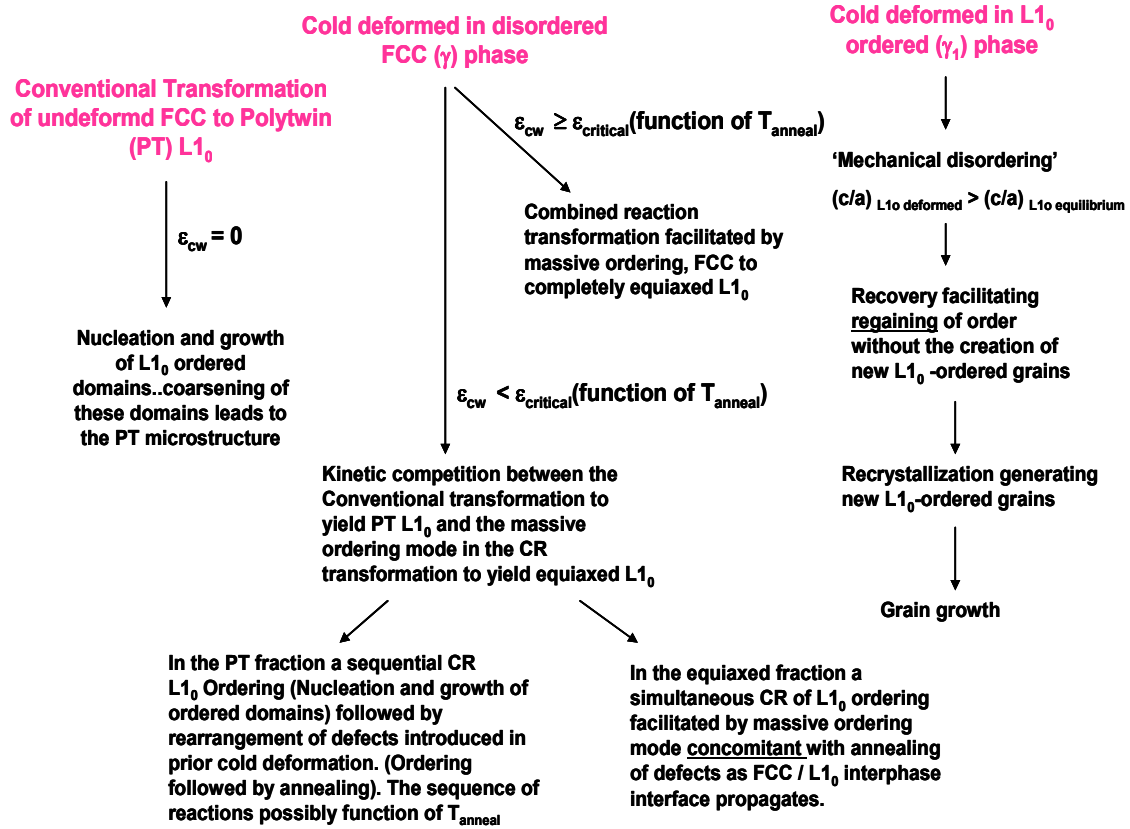 Conventional Transformation
of undeformd FCC to Polytwin
(PT) L1₀
ε_cw = 0
Nucleation and growth
of L1₀ ordered
domains..coarsening of
these domains leads to
the PT microstructure
Cold deformed in disordered
FCC (γ) phase
ε_cw ≥ ε_critical(function of T_anneal)
Combined reaction
transformation facilitated by
massive ordering, FCC to
completely equiaxed L1₀
ε_cw < ε_critical(function of T_anneal)
Kinetic competition between the
Conventional transformation to
yield PT L1₀ and the massive
ordering mode in the CR
transformation to yield equiaxed L1₀
In the PT fraction a sequential CR
L1₀ Ordering (Nucleation and growth of
ordered domains) followed by
rearrangement of defects introduced in
prior cold deformation. (Ordering
followed by annealing). The sequence of
reactions possibly function of T_anneal
In the equiaxed fraction a
simultaneous CR of L1₀ ordering
facilitated by massive ordering
mode concomitant with annealing
of defects as FCC / L1₀ interphase
interface propagates.
Cold deformed in L1₀
ordered (γ₁) phase
‘Mechanical disordering’
(c/a) L1o deformed > (c/a) L1o equilibrium
Recovery facilitating
regaining of order
without the creation of
new L1₀ -ordered grains
Recrystallization generating
new L1₀-ordered grains
Grain growth